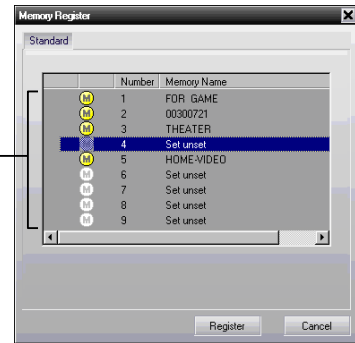 Memory Register
Standard
Number Memory Name
M 1 FOR GAME
M 2 00300721
M 3 THEATER
4 Set unset
M 5 HOME-VIDEO
M 6 Set unset
M 7 Set unset
M 8 Set unset
M 9 Set unset
Register Cancel